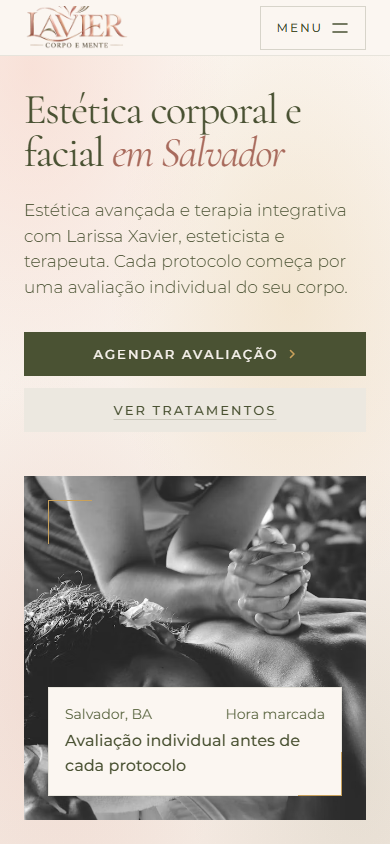 LAVIER
CORPO E MENTE
MENU
Estética corporal e
facial em Salvador
Estética avançada e terapia integrativa
com Larissa Xavier, esteticista e
terapeuta. Cada protocolo começa por
uma avaliação individual do seu corpo.
AGENDAR AVALIAÇÃO
VER TRATAMENTOS
Salvador, BA
Hora marcada
Avaliação individual antes de
cada protocolo